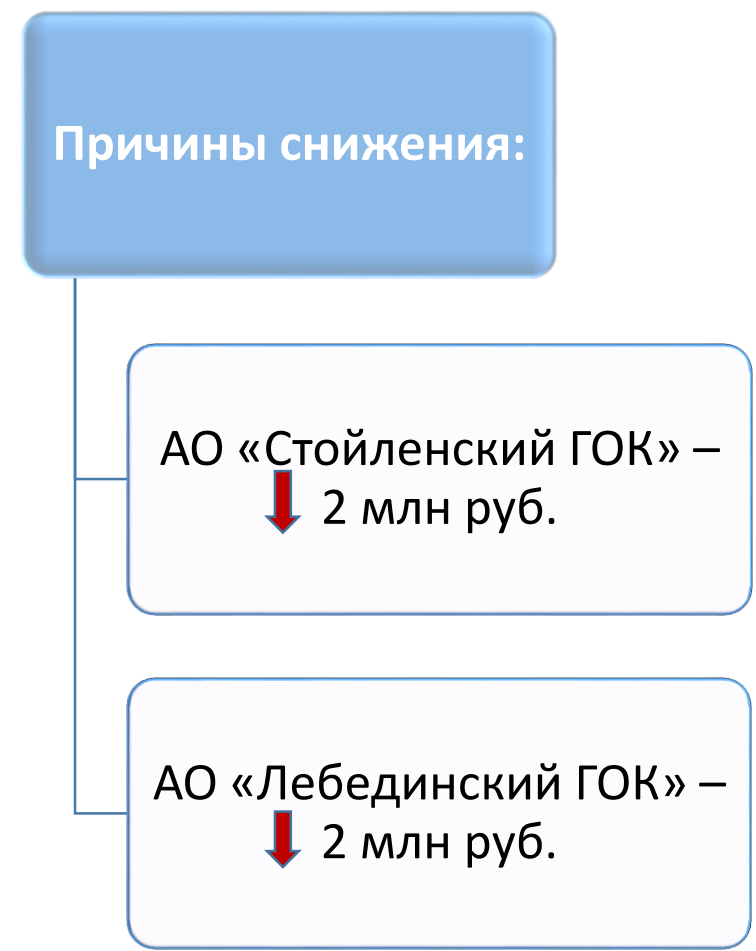 Причины снижения:
АО «Стойленский ГОК» –
2 млн руб.
АО «Лебединский ГОК» –
2 млн руб.